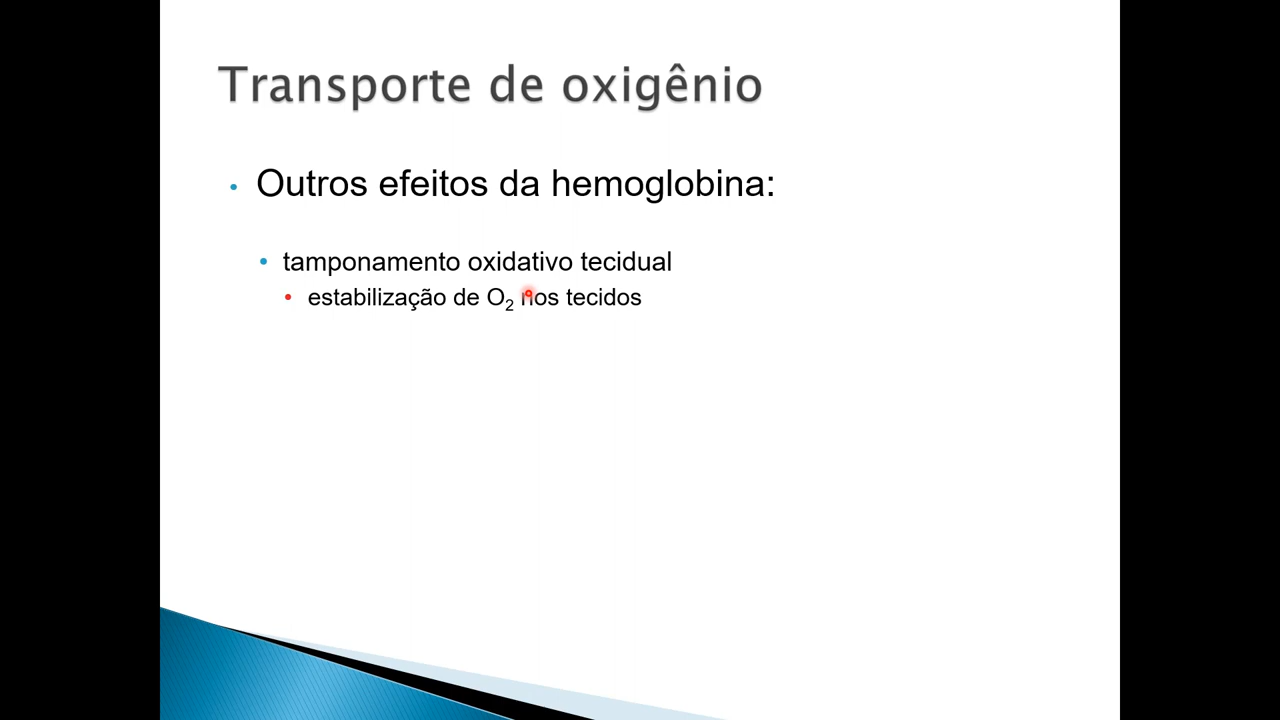 Transporte de oxigênio
• Outros efeitos da hemoglobina:
• tamponamento oxidativo tecidual
• estabilização de O₂ nos tecidos